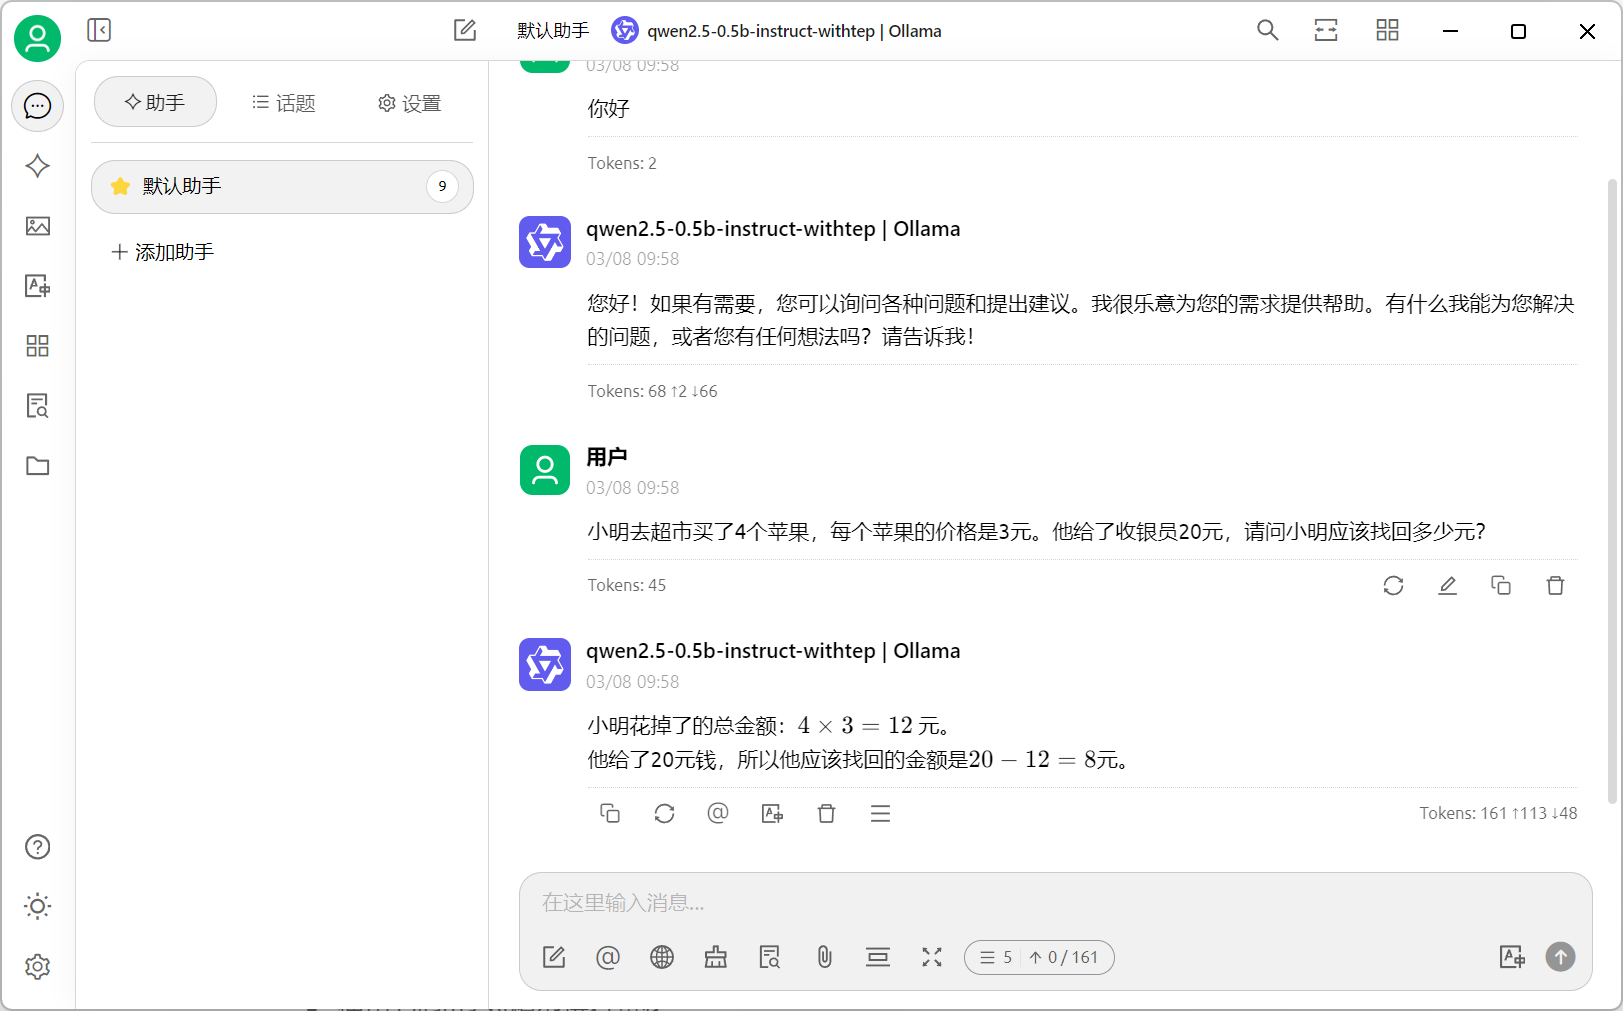 默认助手
qwen2.5-0.5b-instruct-withtep | Ollama
助手
话题
设置
默认助手
9
添加助手
03/08 09:58
你好
Tokens: 2
qwen2.5-0.5b-instruct-withtep | Ollama
03/08 09:58
您好！如果有需要，您可以询问各种问题和提出建议。我很乐意为您的需求提供帮助。有什么我能为您解决
的问题，或者您有任何想法吗？请告诉我！
Tokens: 68 ↑2 ↓66
用户
03/08 09:58
小明去超市买了4个苹果，每个苹果的价格是3元。他给了收银员20元，请问小明应该找回多少元？
Tokens: 45
qwen2.5-0.5b-instruct-withtep | Ollama
03/08 09:58
小明花掉了的总金额：4 × 3 = 12 元。
他给了20元钱，所以他应该找回的金额是20 − 12 = 8元。
Tokens: 161 ↑113 ↓48
在这里输入消息...
5
↑ 0 / 161